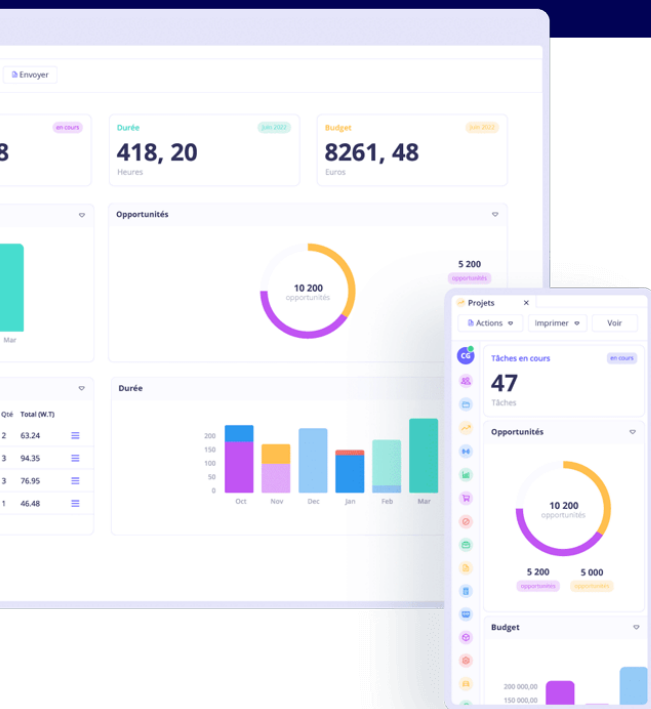 Envoyer
en cours
8
Durée
juin 2022
418, 20
Heures
Budget
juin 2022
8261, 48
Euros
Opportunités
10 200
opportunités
5 200
opportunités
Mar
Qté Total (W.T)
2 63.24
3 94.35
3 76.95
1 46.48
Durée
200
150
100
50
0
Oct Nov Dec Jan Feb Mar
Projets x
Actions Imprimer Voir
CG
Tâches en cours
en cours
47
Tâches
Opportunités
10 200
opportunités
5 200 5 000
opportunités opportunités
Budget
200 000,00
150 000,00